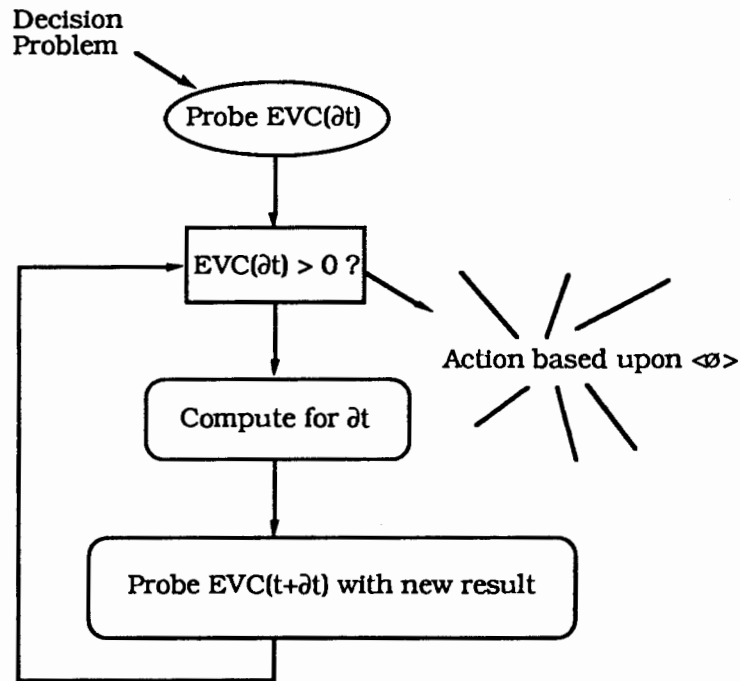 Decision
Problem
Probe EVC(∂t)
EVC(∂t) > 0 ?
Action based upon <ø>
Compute for ∂t
Probe EVC(t+∂t) with new result